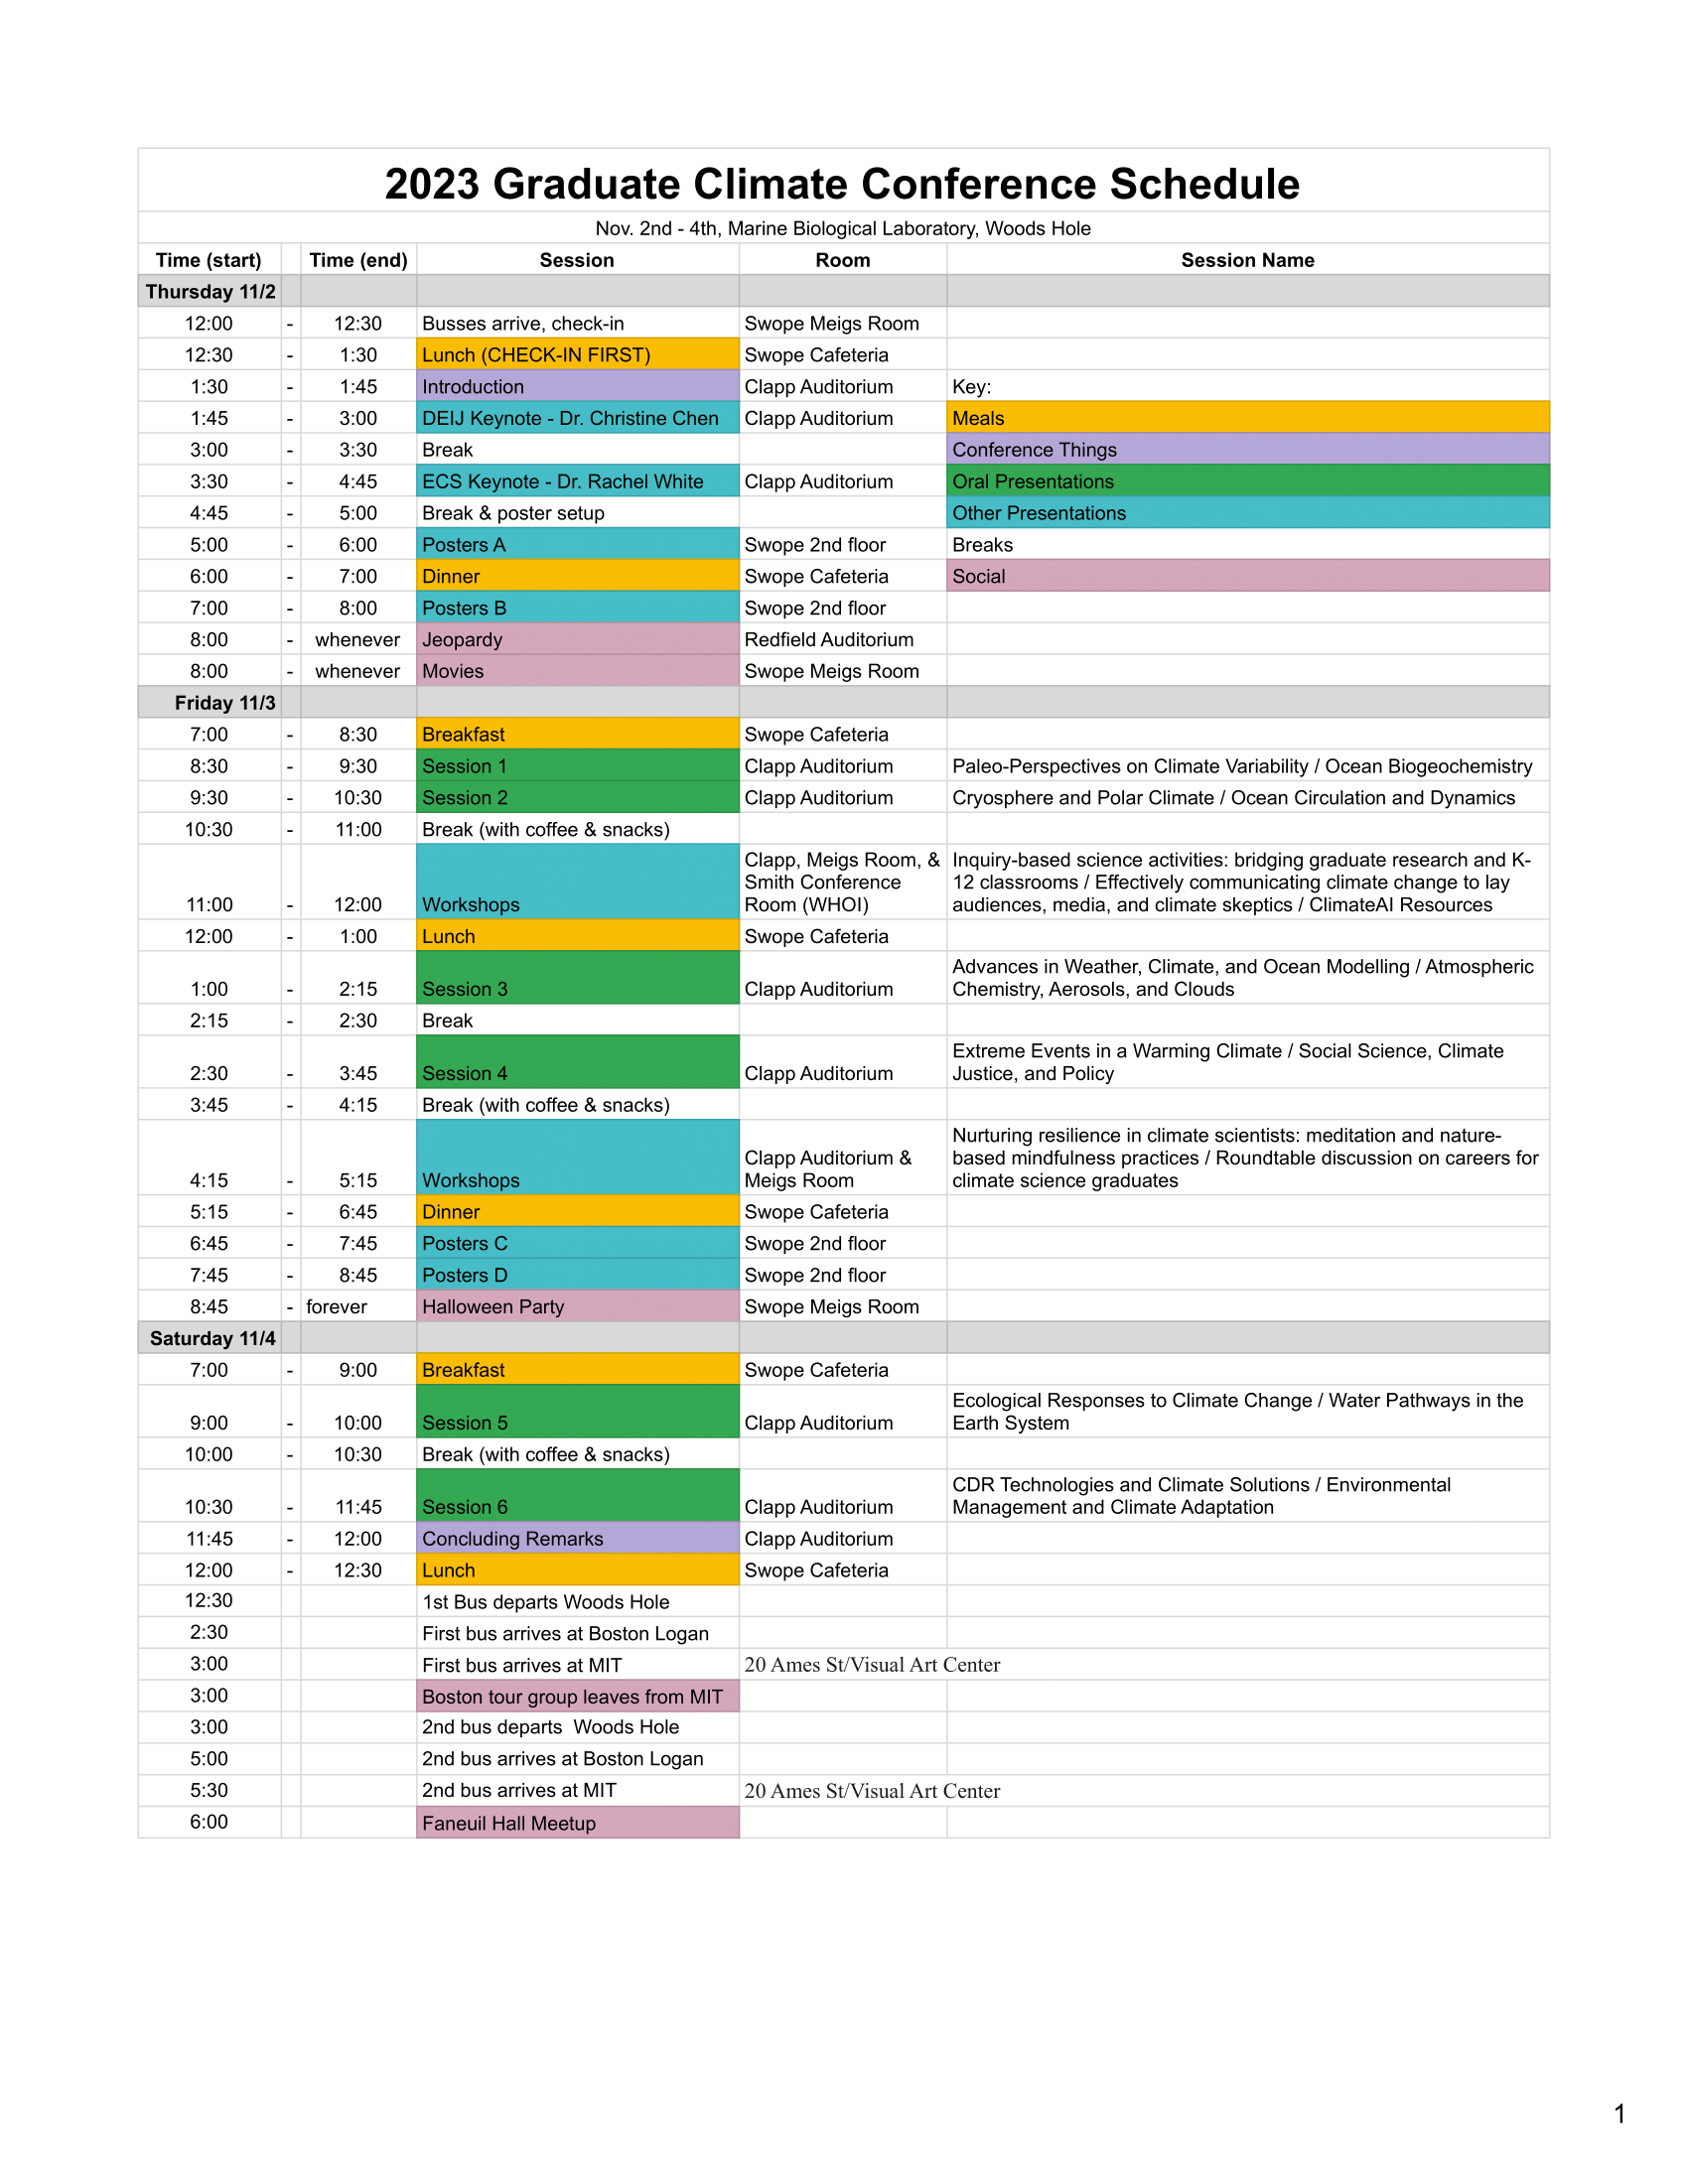 2023 Graduate Climate Conference Schedule
Nov. 2nd - 4th, Marine Biological Laboratory, Woods Hole
Time (start) Time (end) Session Room Session Name
Thursday 11/2
12:00 - 12:30 Busses arrive, check-in Swope Meigs Room
12:30 - 1:30 Lunch (CHECK-IN FIRST) Swope Cafeteria
1:30 - 1:45 Introduction Clapp Auditorium Key:
1:45 - 3:00 DEIJ Keynote - Dr. Christine Chen Clapp Auditorium Meals
3:00 - 3:30 Break Conference Things
3:30 - 4:45 ECS Keynote - Dr. Rachel White Clapp Auditorium Oral Presentations
4:45 - 5:00 Break & poster setup Other Presentations
5:00 - 6:00 Posters A Swope 2nd floor Breaks
6:00 - 7:00 Dinner Swope Cafeteria Social
7:00 - 8:00 Posters B Swope 2nd floor
8:00 - whenever Jeopardy Redfield Auditorium
8:00 - whenever Movies Swope Meigs Room
Friday 11/3
7:00 - 8:30 Breakfast Swope Cafeteria
8:30 - 9:30 Session 1 Clapp Auditorium Paleo-Perspectives on Climate Variability / Ocean Biogeochemistry
9:30 - 10:30 Session 2 Clapp Auditorium Cryosphere and Polar Climate / Ocean Circulation and Dynamics
10:30 - 11:00 Break (with coffee & snacks)
Clapp, Meigs Room, & Inquiry-based science activities: bridging graduate research and K-
Smith Conference 12 classrooms / Effectively communicating climate change to lay
11:00 - 12:00 Workshops Room (WHOI) audiences, media, and climate skeptics / ClimateAI Resources
12:00 - 1:00 Lunch Swope Cafeteria
Advances in Weather, Climate, and Ocean Modelling / Atmospheric
1:00 - 2:15 Session 3 Clapp Auditorium Chemistry, Aerosols, and Clouds
2:15 - 2:30 Break
Extreme Events in a Warming Climate / Social Science, Climate
2:30 - 3:45 Session 4 Clapp Auditorium Justice, and Policy
3:45 - 4:15 Break (with coffee & snacks)
Nurturing resilience in climate scientists: meditation and nature-
Clapp Auditorium & based mindfulness practices / Roundtable discussion on careers for
4:15 - 5:15 Workshops Meigs Room climate science graduates
5:15 - 6:45 Dinner Swope Cafeteria
6:45 - 7:45 Posters C Swope 2nd floor
7:45 - 8:45 Posters D Swope 2nd floor
8:45 - forever Halloween Party Swope Meigs Room
Saturday 11/4
7:00 - 9:00 Breakfast Swope Cafeteria
Ecological Responses to Climate Change / Water Pathways in the
9:00 - 10:00 Session 5 Clapp Auditorium Earth System
10:00 - 10:30 Break (with coffee & snacks)
CDR Technologies and Climate Solutions / Environmental
10:30 - 11:45 Session 6 Clapp Auditorium Management and Climate Adaptation
11:45 - 12:00 Concluding Remarks Clapp Auditorium
12:00 - 12:30 Lunch Swope Cafeteria
12:30 1st Bus departs Woods Hole
2:30 First bus arrives at Boston Logan
3:00 First bus arrives at MIT 20 Ames St/Visual Art Center
3:00 Boston tour group leaves from MIT
3:00 2nd bus departs  Woods Hole
5:00 2nd bus arrives at Boston Logan
5:30 2nd bus arrives at MIT 20 Ames St/Visual Art Center
6:00 Faneuil Hall Meetup
1